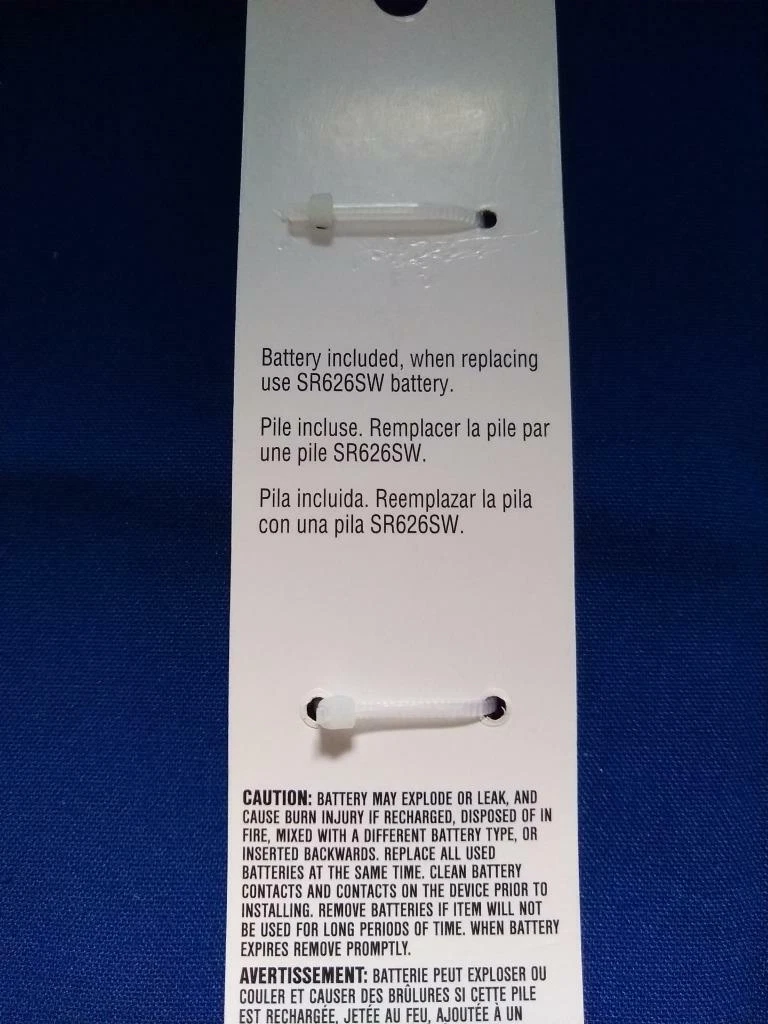 Battery included, when replacing
use SR626SW battery.
Pile incluse. Remplacer la pile par
une pile SR626SW.
Pila incluida. Reemplazar la pila
con una pila SR626SW.
CAUTION: BATTERY MAY EXPLODE OR LEAK, AND
CAUSE BURN INJURY IF RECHARGED, DISPOSED OF IN
FIRE, MIXED WITH A DIFFERENT BATTERY TYPE, OR
INSERTED BACKWARDS. REPLACE ALL USED
BATTERIES AT THE SAME TIME. CLEAN BATTERY
CONTACTS AND CONTACTS ON THE DEVICE PRIOR TO
INSTALLING. REMOVE BATTERIES IF ITEM WILL NOT
BE USED FOR LONG PERIODS OF TIME. WHEN BATTERY
EXPIRES REMOVE PROMPTLY.
AVERTISSEMENT: BATTERIE PEUT EXPLOSER OU
COULER ET CAUSER DES BRÛLURES SI CETTE PILE
EST RECHARGÉE, JETÉE AU FEU, AJOUTÉE À UN